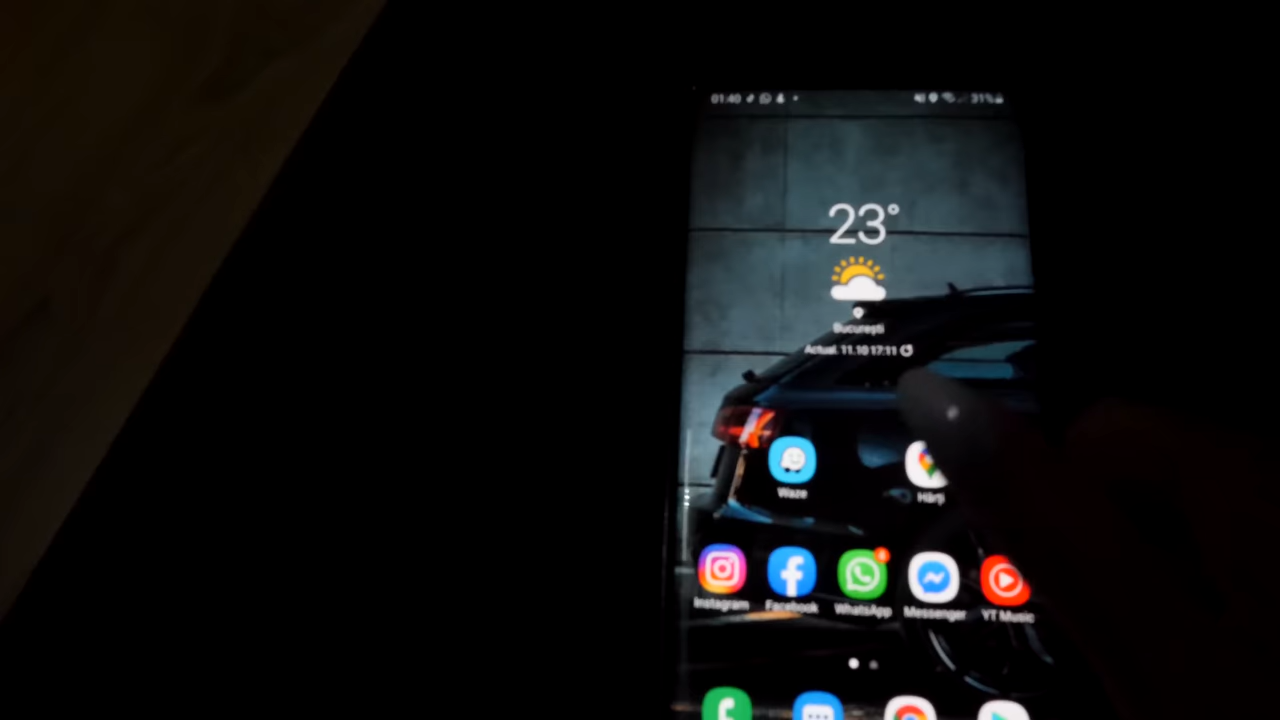 01:40 31%
23°
București
Actual. 11.10 17:11
Waze Hărți
Instagram Facebook WhatsApp Messenger YT Music